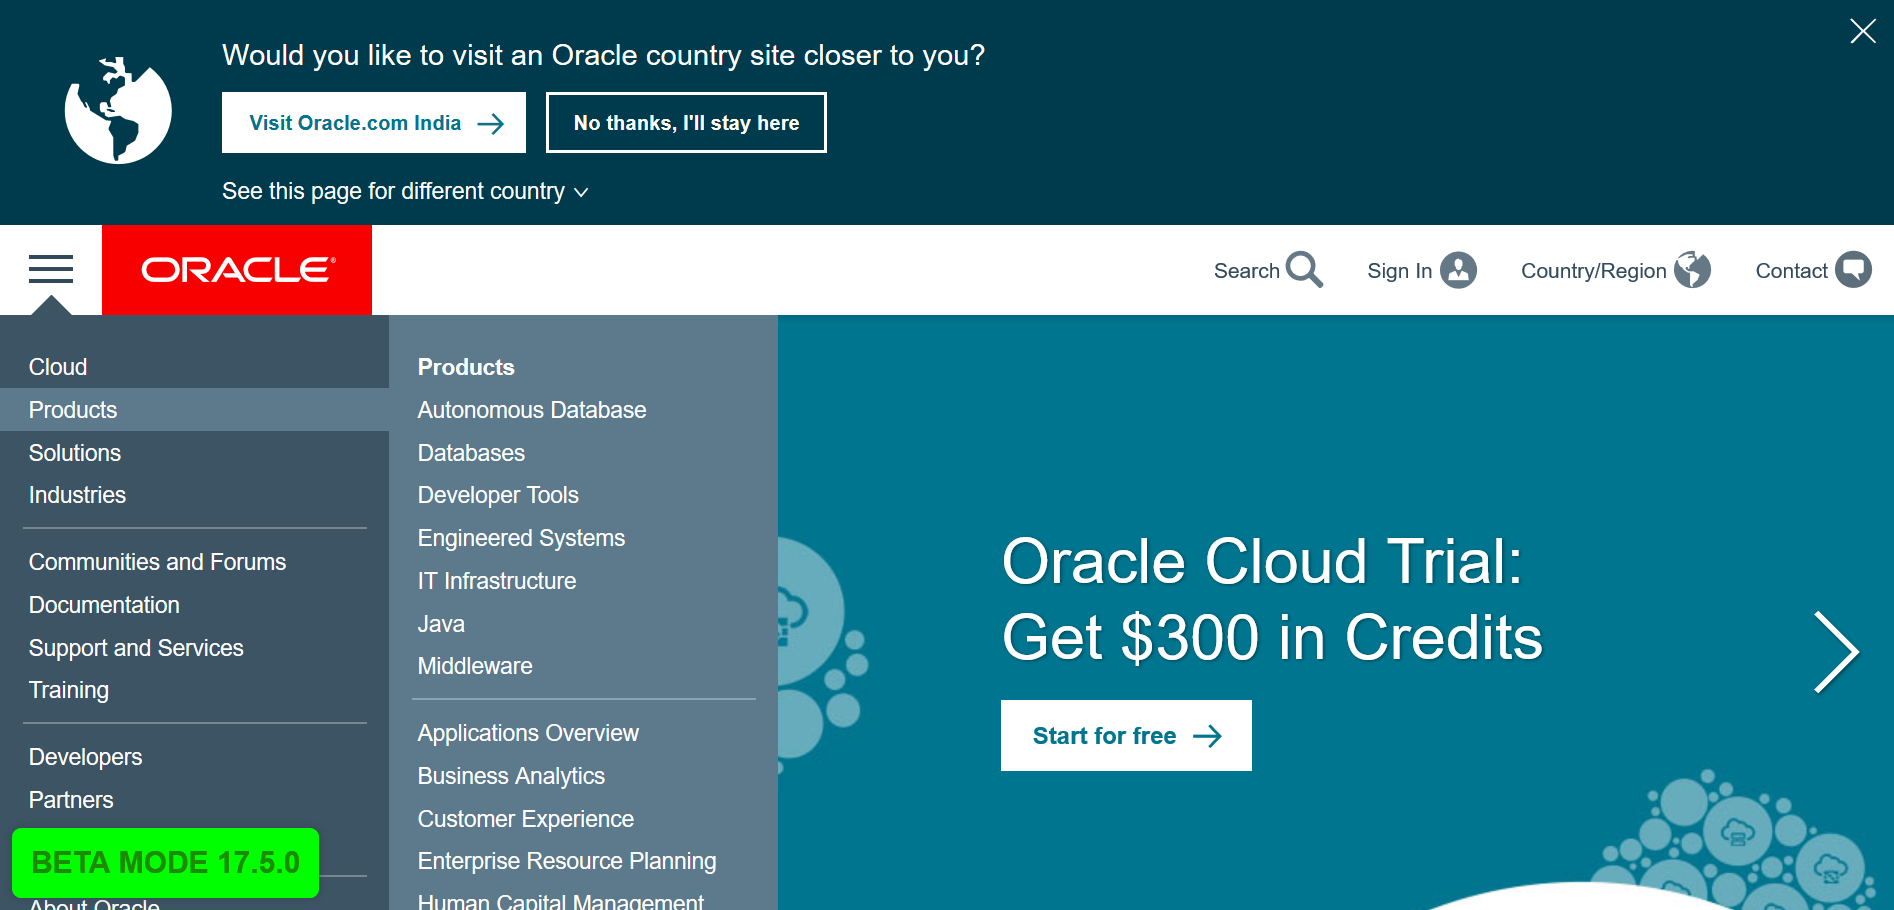 Would you like to visit an Oracle country site closer to you?
Visit Oracle.com India
No thanks, I'll stay here
See this page for different country
ORACLE®
Search
Sign In
Country/Region
Contact
Cloud
Products
Solutions
Industries
Communities and Forums
Documentation
Support and Services
Training
Developers
Partners
BETA MODE 17.5.0
About Oracle
Products
Autonomous Database
Databases
Developer Tools
Engineered Systems
IT Infrastructure
Java
Middleware
Applications Overview
Business Analytics
Customer Experience
Enterprise Resource Planning
Human Capital Management
Oracle Cloud Trial:
Get $300 in Credits
Start for free